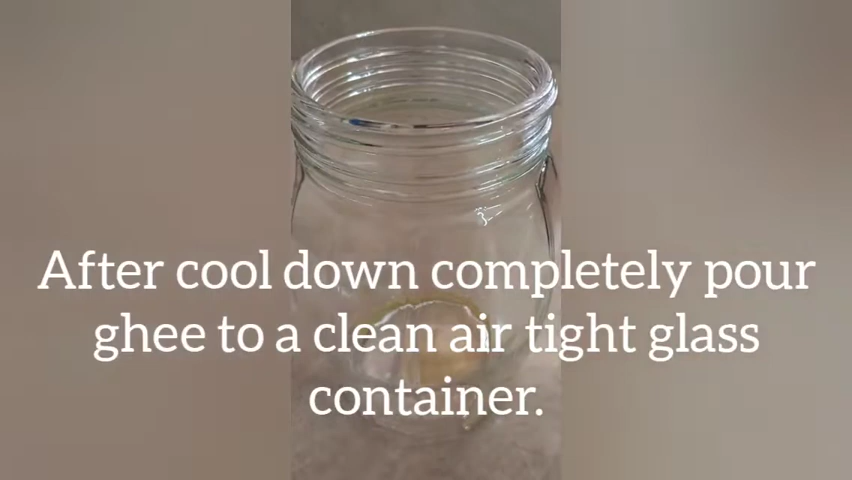 After cool down completely pour
ghee to a clean air tight glass
container.